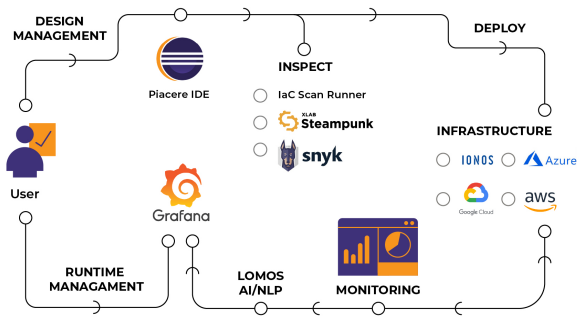 DESIGN
MANAGEMENT
DEPLOY
Piacere IDE
INSPECT
IaC Scan Runner
XLAB
Steampunk
snyk
INFRASTRUCTURE
IONOS
Azure
Google Cloud
aws
User
Grafana
RUNTIME
MANAGAMENT
LOMOS
AI/NLP
MONITORING